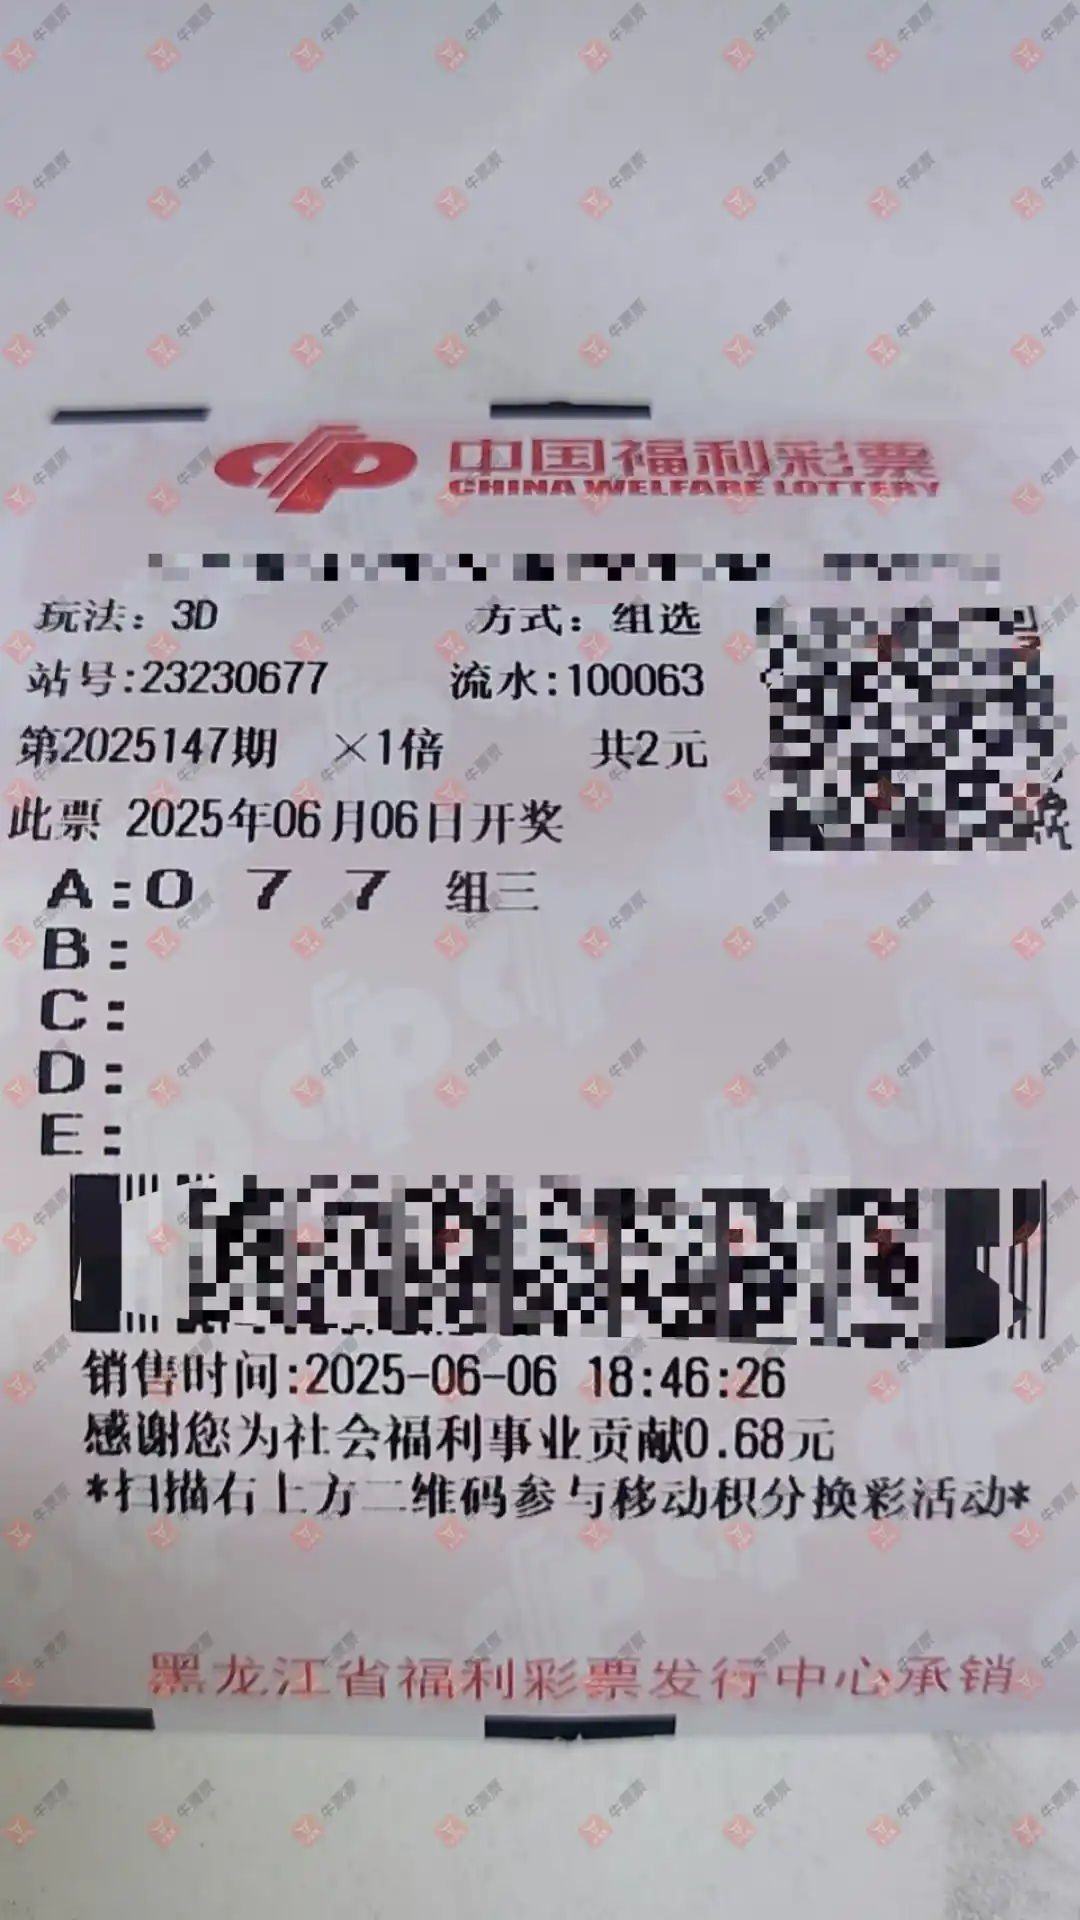 中国福利彩票
CHINA WELFARE LOTTERY
玩法：3D 方式：组选
站号:23230677 流水:100063
第2025147期 ×1倍 共2元
此票 2025年06月06日开奖
A:0 7 7 组三
B:
C:
D:
E:
销售时间:2025-06-06 18:46:26
感谢您为社会福利事业贡献0.68元
*扫描右上方二维码参与移动积分换彩活动*
黑龙江省福利彩票发行中心承销
牛票票